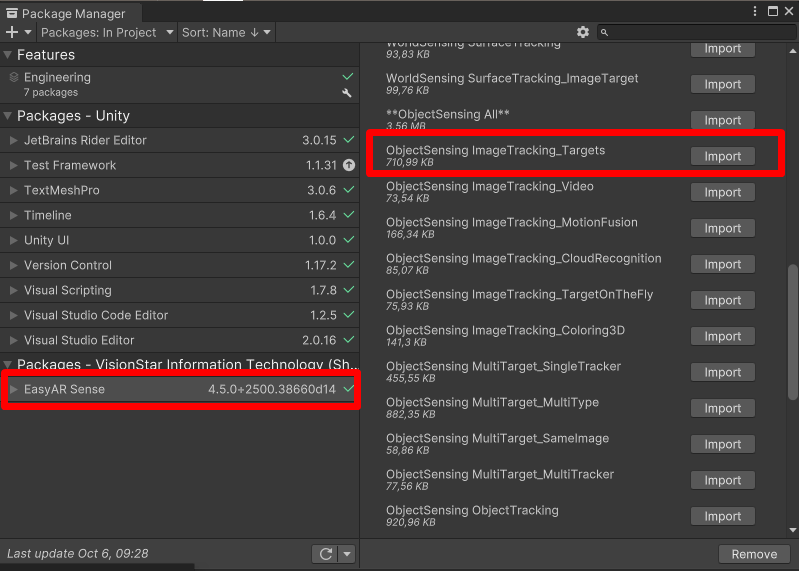 Package Manager
Packages: In Project
Sort: Name ↓
Features
Engineering
7 packages
Packages - Unity
JetBrains Rider Editor 3.0.15
Test Framework 1.1.31
TextMeshPro 3.0.6
Timeline 1.6.4
Unity UI 1.0.0
Version Control 1.17.2
Visual Scripting 1.7.8
Visual Studio Code Editor 1.2.5
Visual Studio Editor 2.0.16
Packages - VisionStar Information Technology (Sh...
EasyAR Sense 4.5.0+2500.38660d14
Last update Oct 6, 09:28
WorldSensing SurfaceTracking Import
93,83 KB
WorldSensing SurfaceTracking_ImageTarget Import
99,76 KB
**ObjectSensing All** Import
3,56 MB
ObjectSensing ImageTracking_Targets Import
710,99 KB
ObjectSensing ImageTracking_Video Import
73,54 KB
ObjectSensing ImageTracking_MotionFusion Import
166,34 KB
ObjectSensing ImageTracking_CloudRecognition Import
85,07 KB
ObjectSensing ImageTracking_TargetOnTheFly Import
75,93 KB
ObjectSensing ImageTracking_Coloring3D Import
141,3 KB
ObjectSensing MultiTarget_SingleTracker Import
455,55 KB
ObjectSensing MultiTarget_MultiType Import
882,35 KB
ObjectSensing MultiTarget_SameImage Import
58,86 KB
ObjectSensing MultiTarget_MultiTracker Import
77,56 KB
ObjectSensing ObjectTracking Import
920,96 KB
Remove